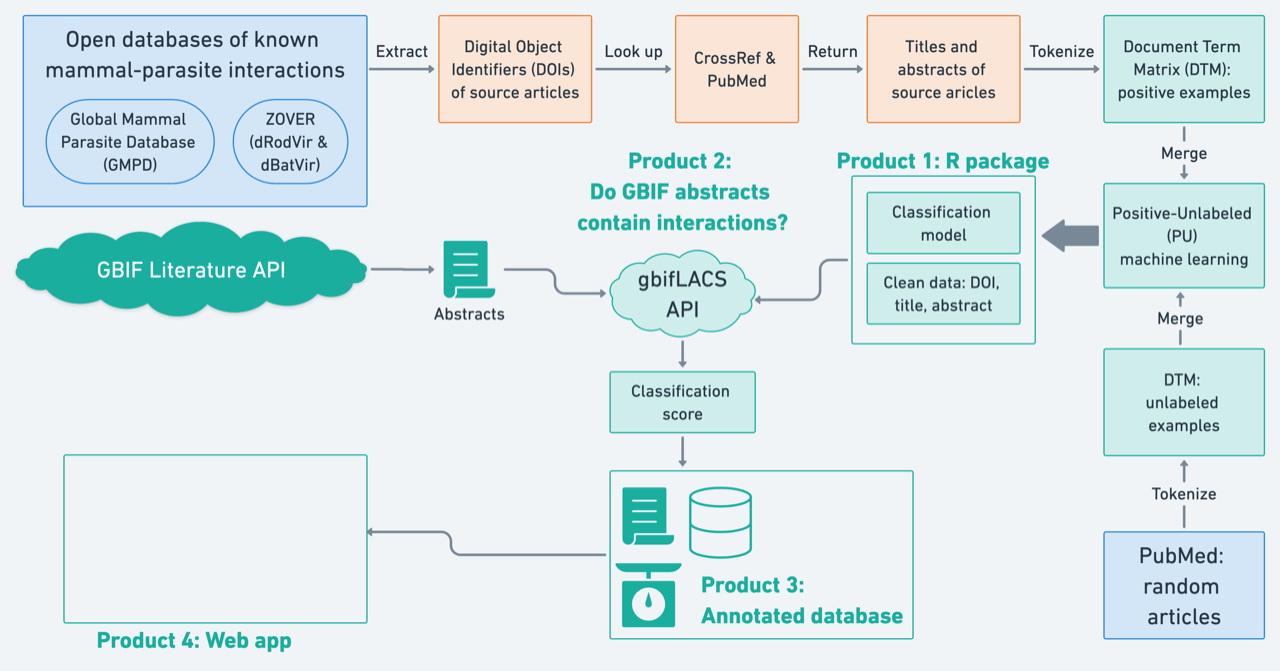 Open databases of known
mammal-parasite interactions
Global Mammal
Parasite Database
(GMPD)
ZOVER
(dRodVir &
dBatVir)
Extract
Digital Object
Identifiers (DOIs)
of source articles
Look up
CrossRef &
PubMed
Return
Titles and
abstracts of
source aricles
Tokenize
Document Term
Matrix (DTM):
positive examples
Merge
Positive-Unlabeled
(PU)
machine learning
Merge
DTM:
unlabeled
examples
Tokenize
PubMed:
random
articles
Product 1: R package
Classification
model
Clean data: DOI,
title, abstract
Product 2:
Do GBIF abstracts
contain interactions?
GBIF Literature API
Abstracts
gbifLACS
API
Classification
score
Product 3:
Annotated database
Product 4: Web app